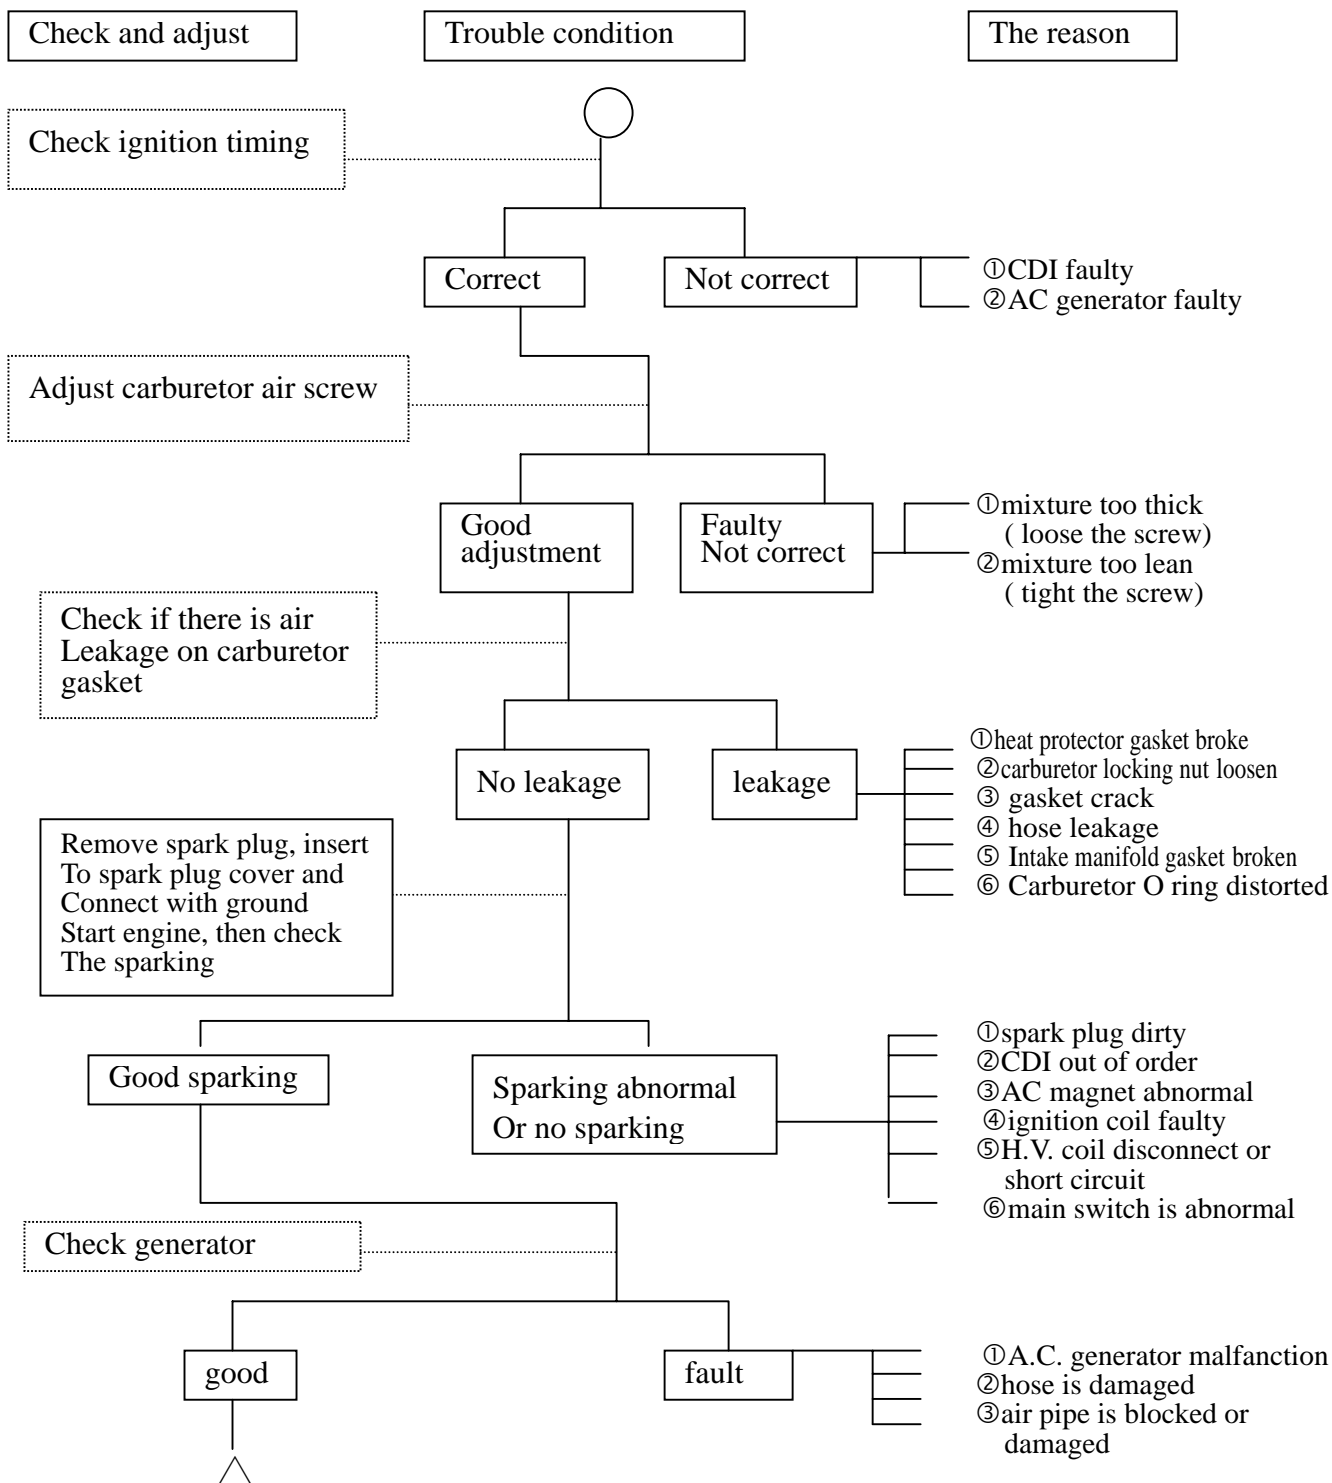 Check and adjust
Trouble condition
The reason
Check ignition timing
Correct
Not correct
①CDI faulty
②AC generator faulty
Adjust carburetor air screw
Good
adjustment
Faulty
Not correct
①mixture too thick
( loose the screw)
②mixture too lean
( tight the screw)
Check if there is air
Leakage on carburetor
gasket
No leakage
leakage
①heat protector gasket broke
②carburetor locking nut loosen
③ gasket crack
④ hose leakage
⑤ Intake manifold gasket broken
⑥ Carburetor O ring distorted
Remove spark plug, insert
To spark plug cover and
Connect with ground
Start engine, then check
The sparking
Good sparking
Sparking abnormal
Or no sparking
①spark plug dirty
②CDI out of order
③AC magnet abnormal
④ignition coil faulty
⑤H.V. coil disconnect or
short circuit
⑥main switch is abnormal
Check generator
good
fault
①A.C. generator malfanction
②hose is damaged
③air pipe is blocked or
damaged